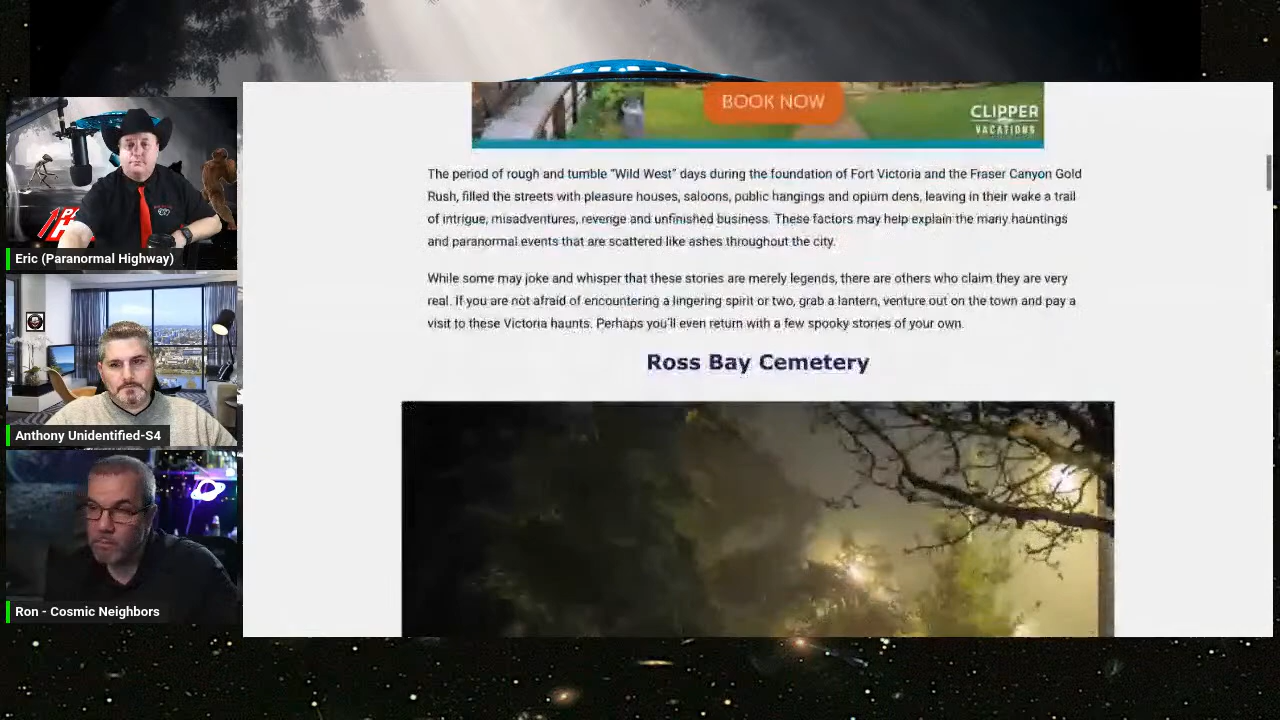 BOOK NOW
CLIPPER
VACATIONS
The period of rough and tumble “Wild West” days during the foundation of Fort Victoria and the Fraser Canyon Gold
Rush, filled the streets with pleasure houses, saloons, public hangings and opium dens, leaving in their wake a trail
of intrigue, misadventures, revenge and unfinished business. These factors may help explain the many hauntings
and paranormal events that are scattered like ashes throughout the city.
While some may joke and whisper that these stories are merely legends, there are others who claim they are very
real. If you are not afraid of encountering a lingering spirit or two, grab a lantern, venture out on the town and pay a
visit to these Victoria haunts. Perhaps you’ll even return with a few spooky stories of your own.
Ross Bay Cemetery
Eric (Paranormal Highway)
Anthony Unidentified-S4
Ron - Cosmic Neighbors